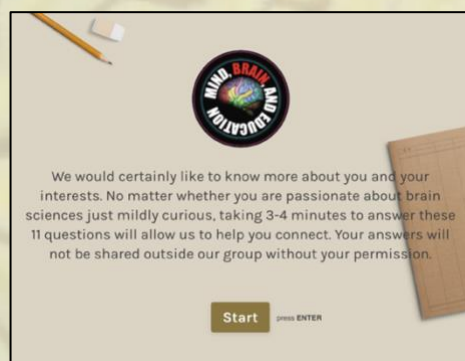 MIND, BRAIN, AND EDUCATION
We would certainly like to know more about you and your
interests. No matter whether you are passionate about brain
sciences just mildly curious, taking 3-4 minutes to answer these
11 questions will allow us to help you connect. Your answers will
not be shared outside our group without your permission.
Start press ENTER